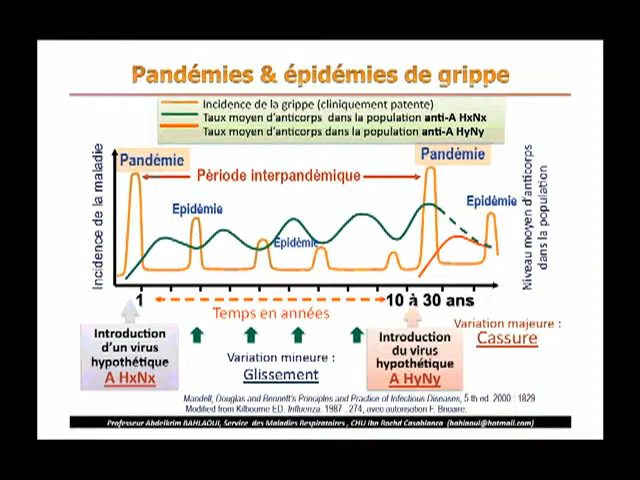 Pandémies & épidémies de grippe
Incidence de la grippe (cliniquement patente)
Taux moyen d'anticorps dans la population anti-A HxNx
Taux moyen d'anticorps dans la population anti-A HyNy
Pandémie
Pandémie
Période interpandémique
Epidémie
Epidémie
Epidémie
Incidence de la maladie
Niveau moyen d'anticorps
dans la population
1
10 à 30 ans
Temps en années
Introduction
d'un virus
hypothétique
A HxNx
Variation mineure :
Glissement
Introduction
du virus
hypothétique
A HyNy
Variation majeure :
Cassure
Mandell, Douglas and Bennett's Principles and Practice of Infectious Diseases, 5 th ed. 2000 : 1829
Modified from Kilbourne ED. Influenza. 1987 : 274, avec autorisation F. Bricaire.
Professeur Abdelkrim BAHLAOUI, Service des Maladies Respiratoires, CHU Ibn Rochd Casablanca (bahlaoui@hotmail.com)